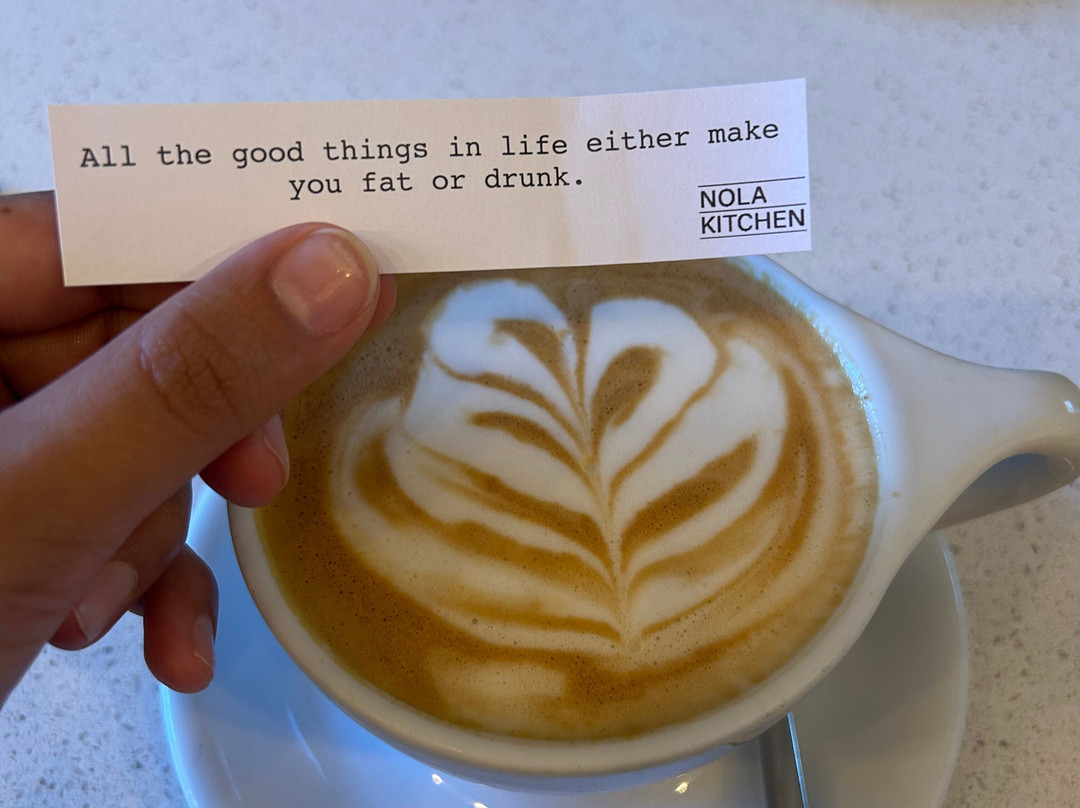 All the good things in life either make
you fat or drunk.
NOLA
KITCHEN